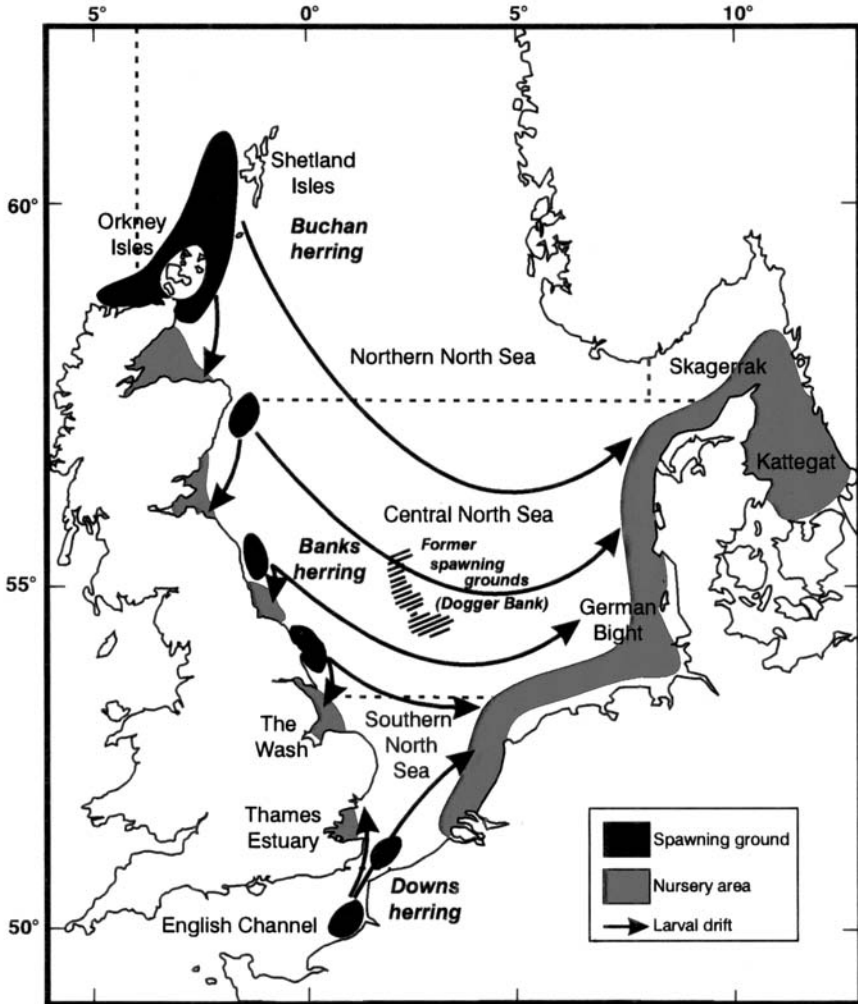 5°
0°
5°
10°
60°
55°
50°
Shetland
Isles
Orkney
Isles
Buchan
herring
Northern North Sea
Skagerrak
Kattegat
Central North Sea
Banks
herring
Former
spawning
grounds
(Dogger Bank)
German
Bight
The
Wash
Southern
North
Sea
Thames
Estuary
Downs
herring
English Channel
Spawning ground
Nursery area
Larval drift